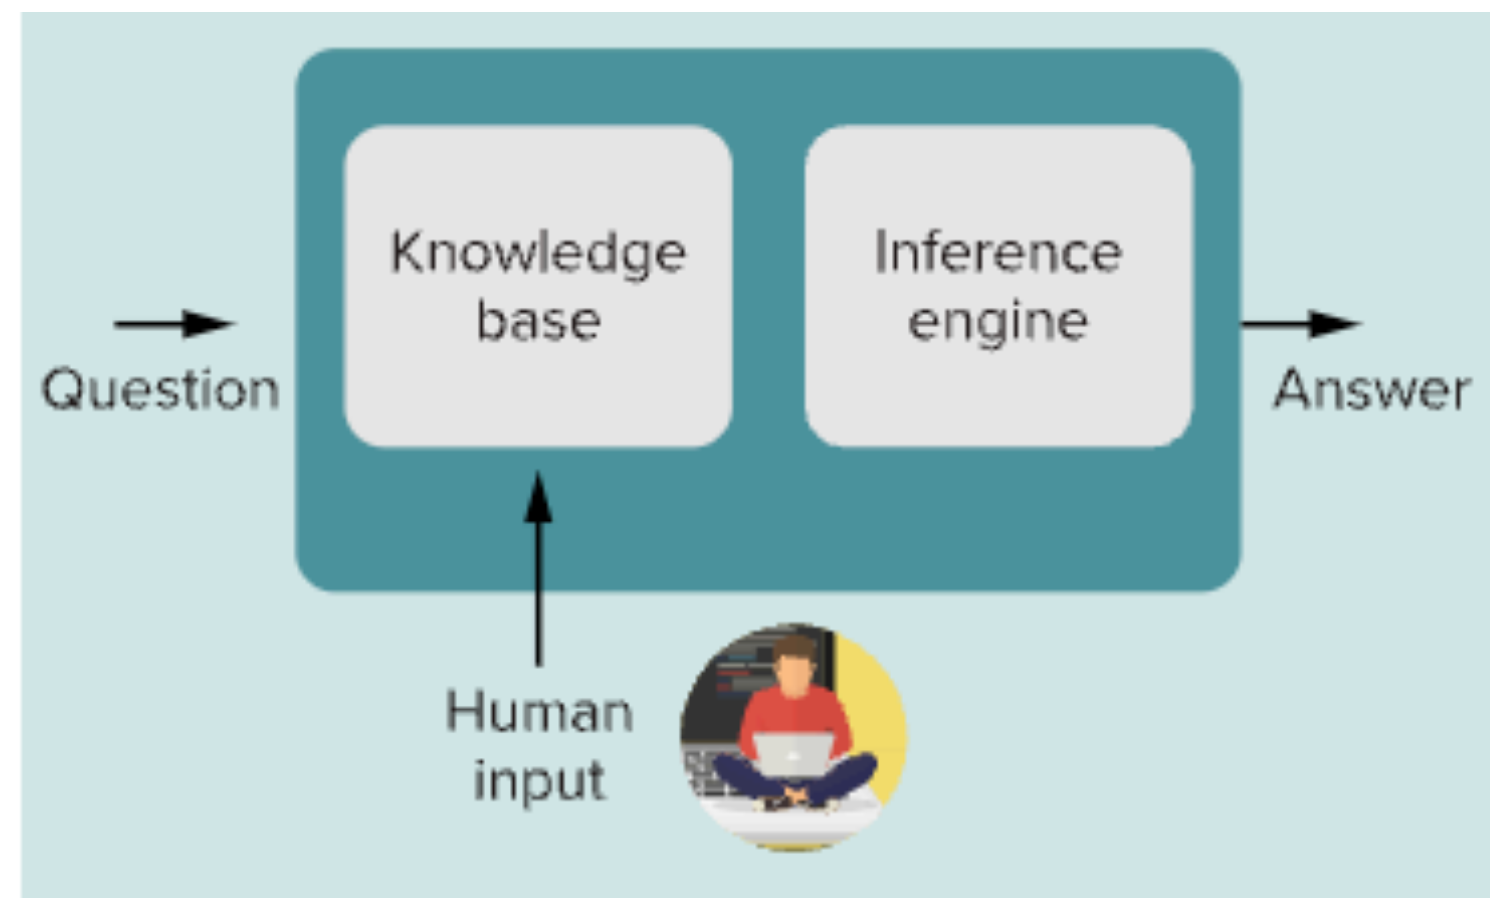 Knowledge
base
Inference
engine
Question
Answer
Human
input